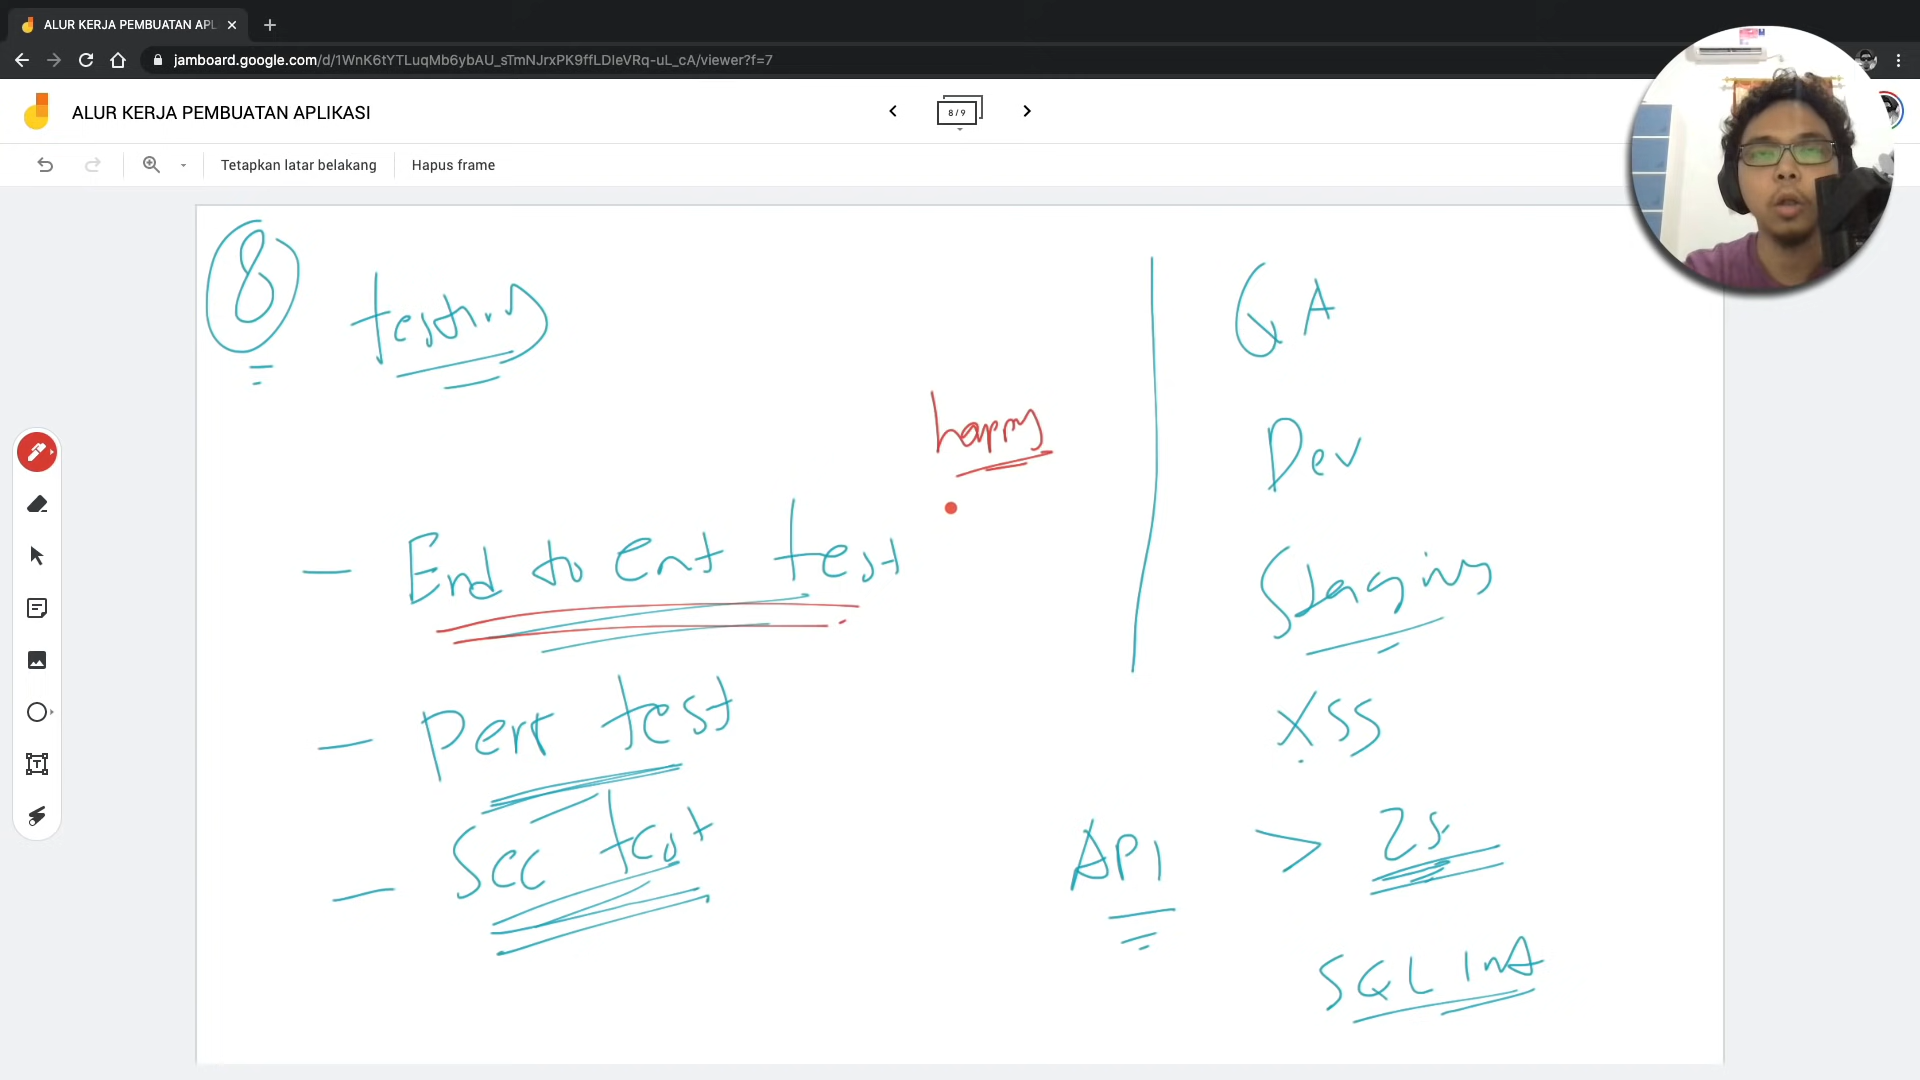 ALUR KERJA PEMBUATAN APL
jamboard.google.com/d/1WnK6tYTLuqMb6ybAU_sTmNJrxPK9ffLDIeVRq-uL_cA/viewer?f=7
ALUR KERJA PEMBUATAN APLIKASI
8 / 9
Tetapkan latar belakang
Hapus frame
8
testing
happy
- End to Ent test
- Perf test
- Sec test
QA
Dev
Staging
XSS
API > 2s
SQL